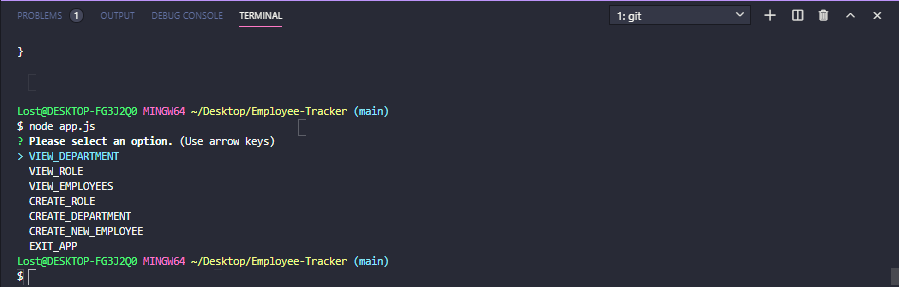 PROBLEMS 1 OUTPUT DEBUG CONSOLE TERMINAL 1: git
}
Lost@DESKTOP-FG3J2Q0 MINGW64 ~/Desktop/Employee-Tracker (main)
$ node app.js
? Please select an option. (Use arrow keys)
> VIEW_DEPARTMENT
VIEW_ROLE
VIEW_EMPLOYEES
CREATE_ROLE
CREATE_DEPARTMENT
CREATE_NEW_EMPLOYEE
EXIT_APP
Lost@DESKTOP-FG3J2Q0 MINGW64 ~/Desktop/Employee-Tracker (main)
$